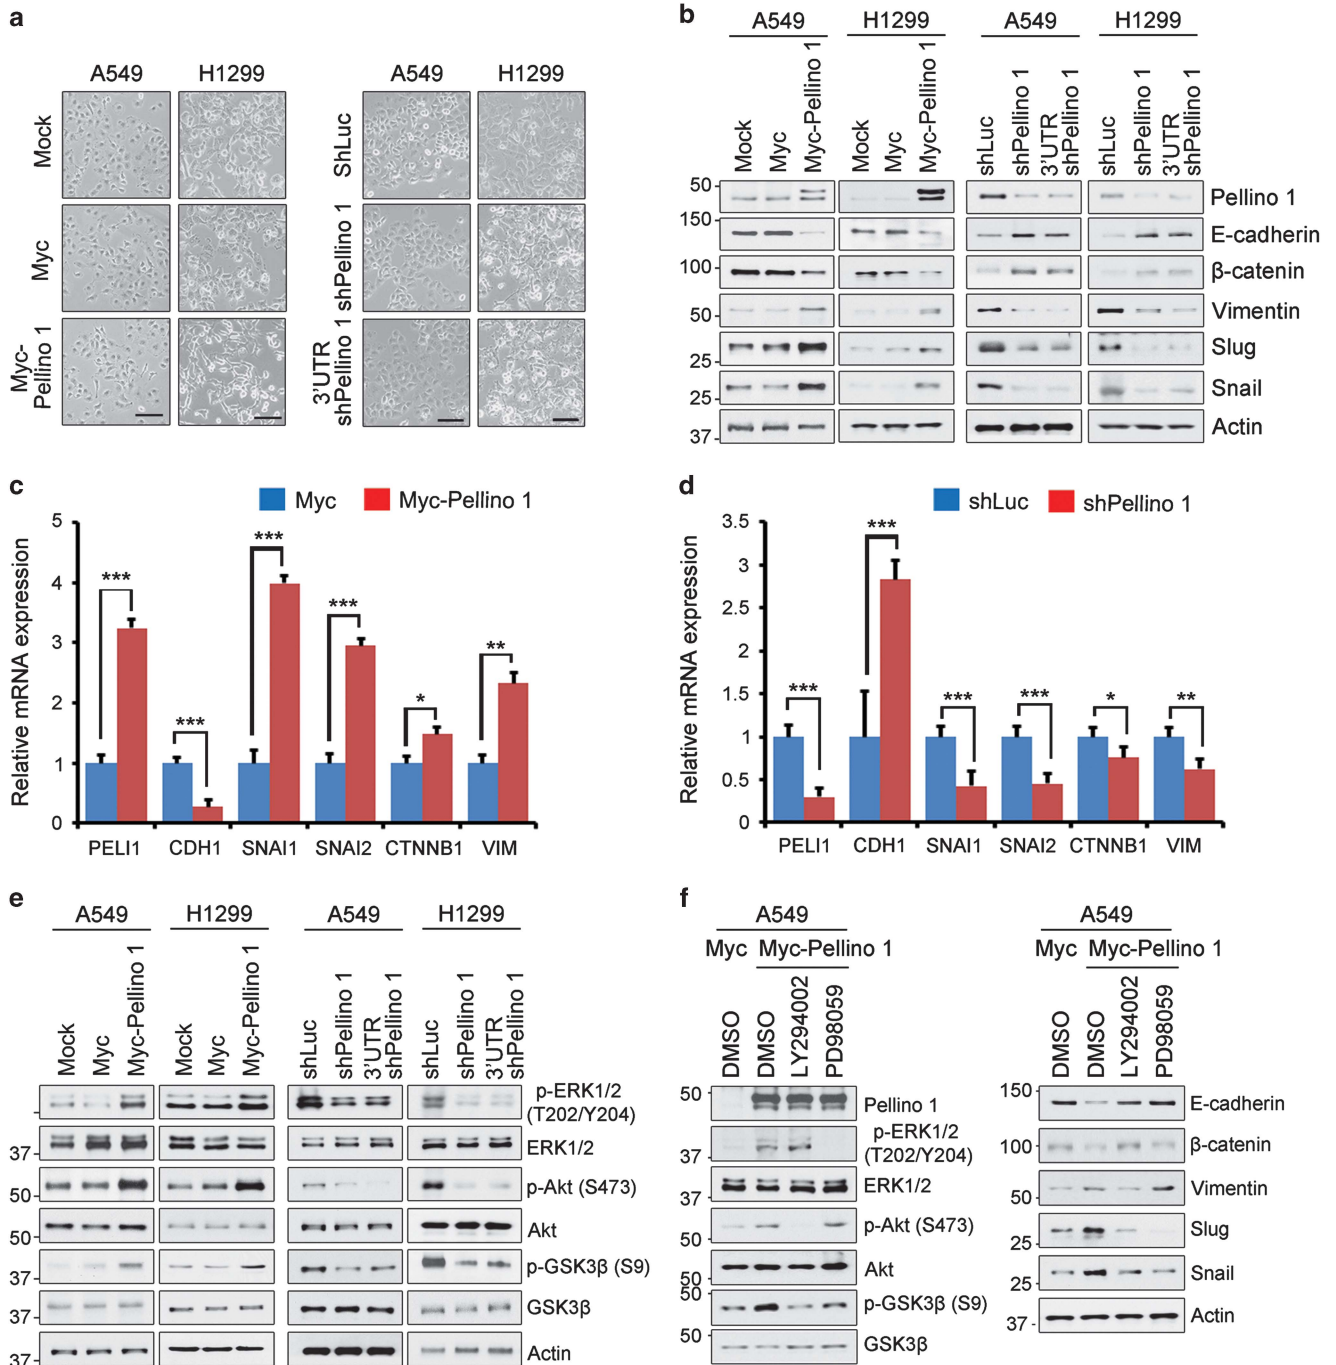 a
A549 H1299 A549 H1299
Mock
Myc
Myc-
Pellino 1
ShLuc
shPellino 1
3'UTR
shPellino 1
b
A549 H1299 A549 H1299
Mock Myc Myc-Pellino 1 Mock Myc Myc-Pellino 1 shLuc shPellino 1 3'UTR shPellino 1 shLuc shPellino 1 3'UTR shPellino 1
50 Pellino 1
150 E-cadherin
100 β-catenin
50 Vimentin
25 Slug
25 Snail
37 Actin
c
Myc Myc-Pellino 1
Relative mRNA expression
5
4
3
2
1
0
*** *** *** *** * **
PELI1 CDH1 SNAI1 SNAI2 CTNNB1 VIM
d
shLuc shPellino 1
Relative mRNA expression
3.5
3
2.5
2
1.5
1
0.5
0
*** *** *** *** * **
PELI1 CDH1 SNAI1 SNAI2 CTNNB1 VIM
e
A549 H1299 A549 H1299
Mock Myc Myc-Pellino 1 Mock Myc Myc-Pellino 1 shLuc shPellino 1 3'UTR shPellino 1 shLuc shPellino 1 3'UTR shPellino 1
p-ERK1/2
(T202/Y204)
37 ERK1/2
50 p-Akt (S473)
Akt
37 p-GSK3β (S9)
37 GSK3β
37 Actin
f
A549
Myc Myc-Pellino 1
DMSO DMSO LY294002 PD98059
50 Pellino 1
p-ERK1/2
37 (T202/Y204)
37 ERK1/2
50 p-Akt (S473)
50 Akt
50 p-GSK3β (S9)
50 GSK3β
A549
Myc Myc-Pellino 1
DMSO DMSO LY294002 PD98059
150 E-cadherin
100 β-catenin
50 Vimentin
25 Slug
25 Snail
37 Actin